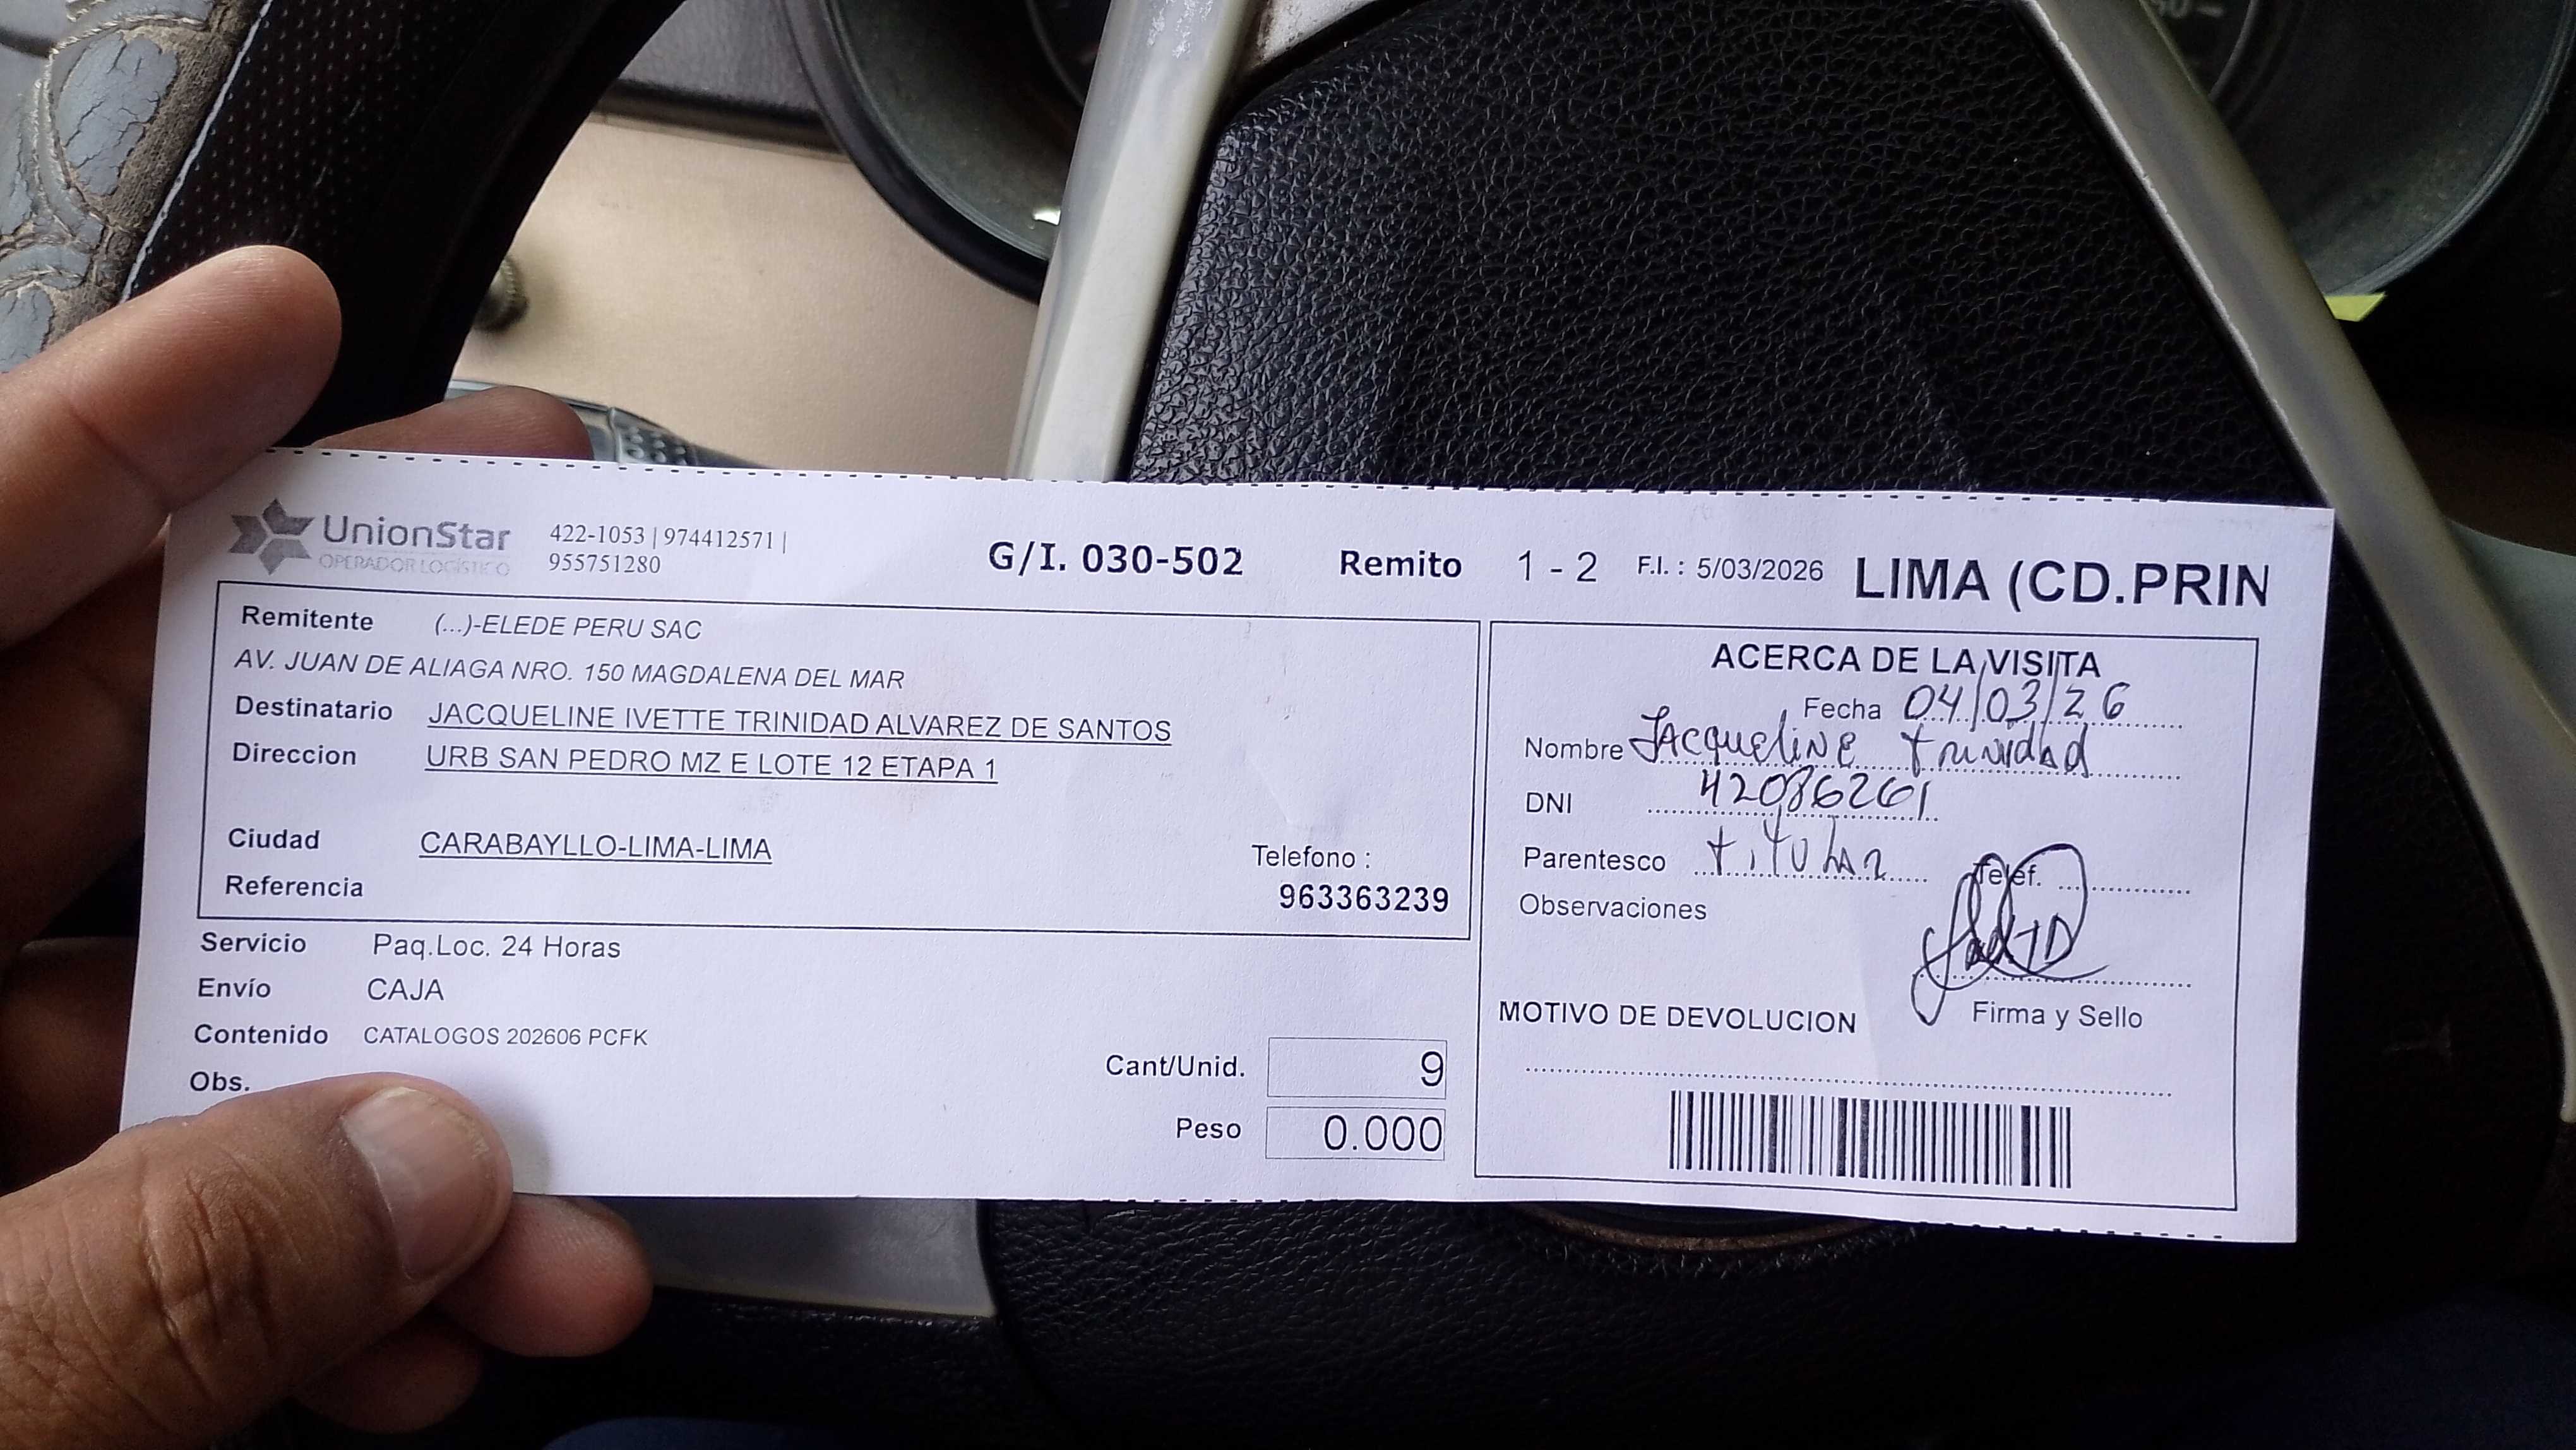 UnionStar
OPERADOR LOGÍSTICO
422-1053 | 974412571 |
955751280
G/I. 030-502 Remito 1 - 2 F.I. : 5/03/2026 LIMA (CD.PRIN
Remitente (...)-ELEDE PERU SAC
AV. JUAN DE ALIAGA NRO. 150 MAGDALENA DEL MAR
Destinatario JACQUELINE IVETTE TRINIDAD ALVAREZ DE SANTOS
Direccion URB SAN PEDRO MZ E LOTE 12 ETAPA 1
Ciudad CARABAYLLO-LIMA-LIMA
Telefono :
Referencia 963363239
Servicio Paq.Loc. 24 Horas
Envío CAJA
Contenido CATALOGOS 202606 PCFK
Obs.
Cant/Unid. 9
Peso 0.000
ACERCA DE LA VISITA
Fecha 04/03/26
Nombre Jacqueline trinidad
DNI 42086261
Parentesco titular Telef.
Observaciones
Firma y Sello
MOTIVO DE DEVOLUCION